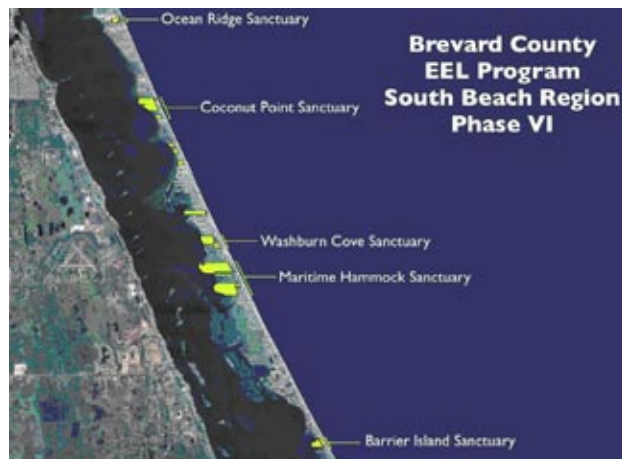 Ocean Ridge Sanctuary
Brevard County
EEL Program
South Beach Region
Phase VI
Coconut Point Sanctuary
Washburn Cove Sanctuary
Maritime Hammock Sanctuary
Barrier Island Sanctuary